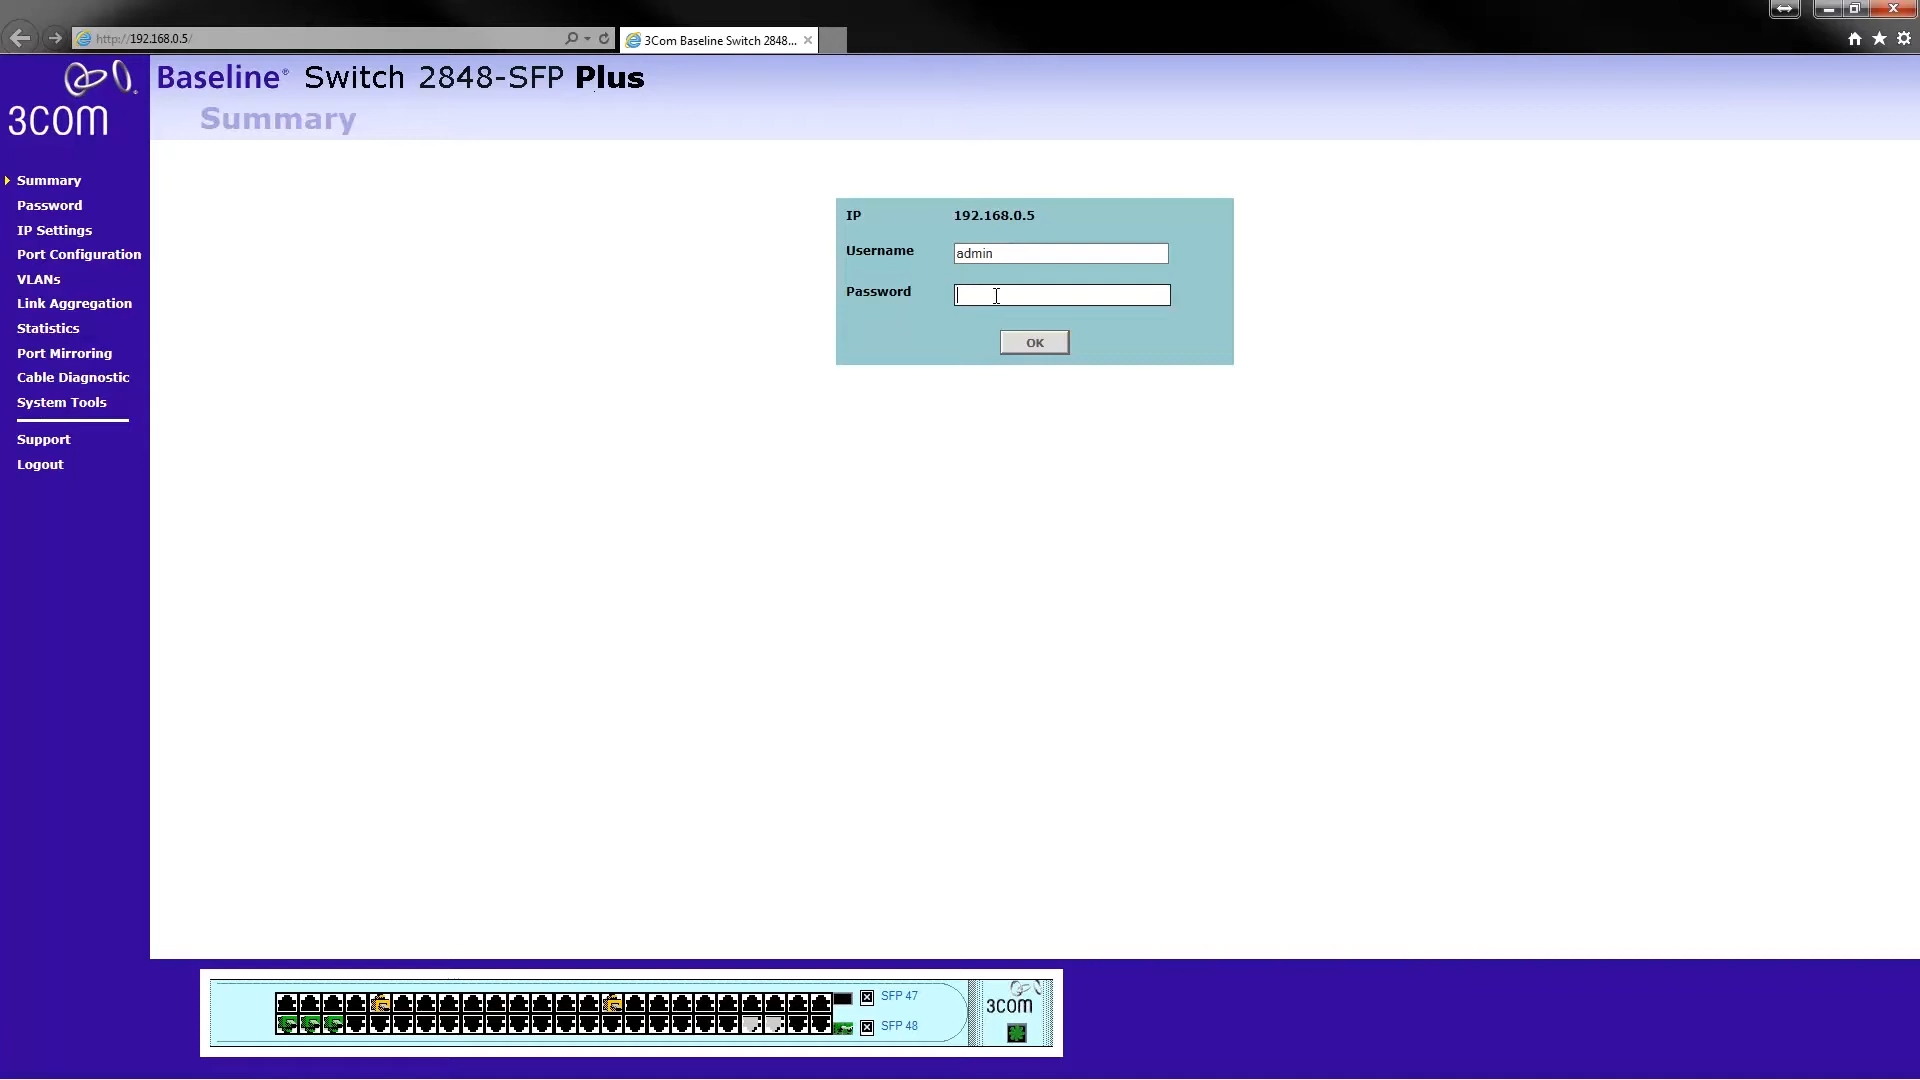 http://192.168.0.5/
3Com Baseline Switch 2848...
3COM
Baseline® Switch 2848-SFP Plus
Summary
Summary
Password
IP Settings
Port Configuration
VLANs
Link Aggregation
Statistics
Port Mirroring
Cable Diagnostic
System Tools
Support
Logout
IP 192.168.0.5
Username admin
Password
OK
SFP 47
SFP 48
3COM